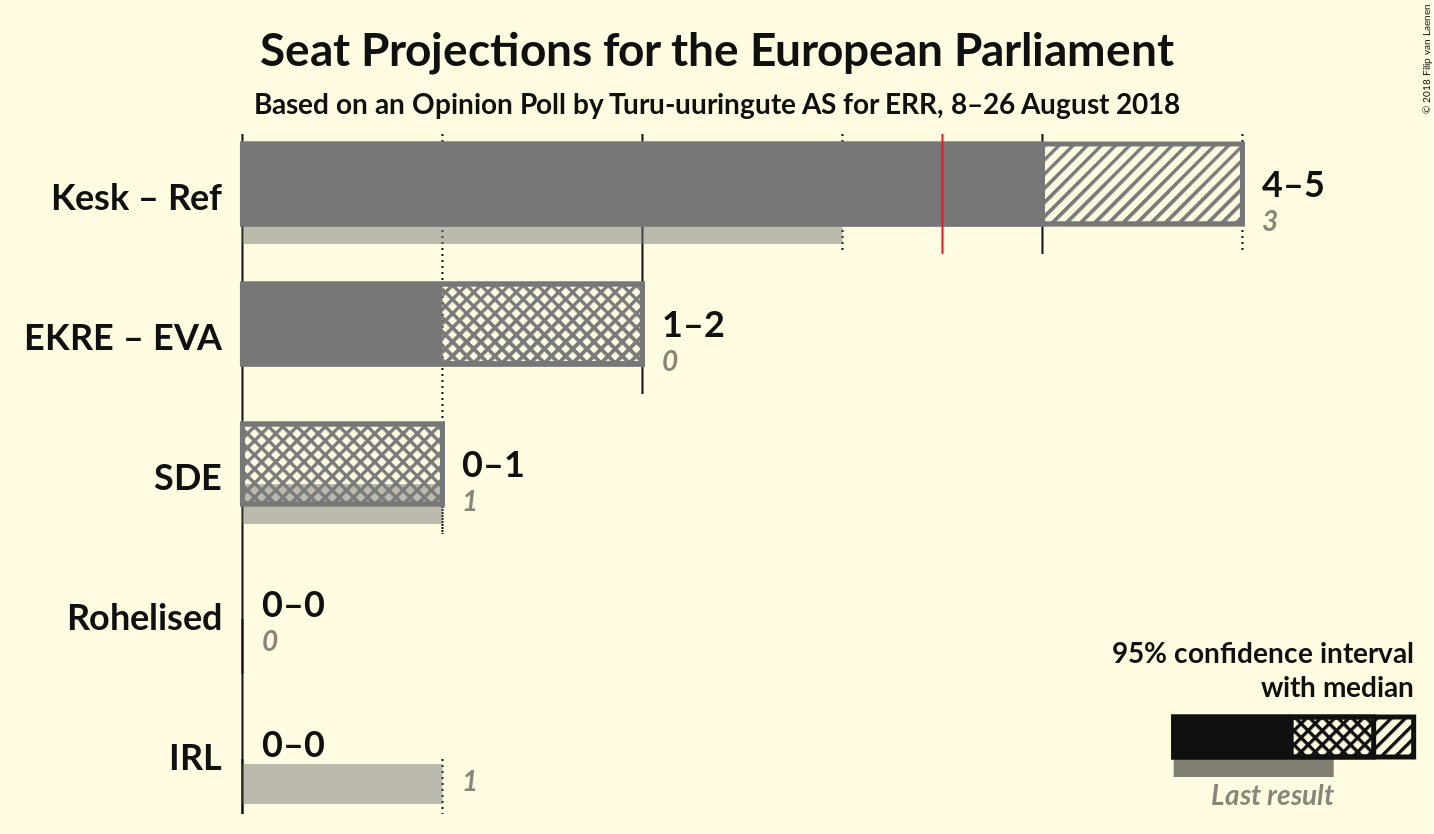 Seat Projections for the European Parliament
Based on an Opinion Poll by Turu-uuringute AS for ERR, 8–26 August 2018
© 2018 Filip van Laenen
Kesk – Ref
4–5
3
EKRE – EVA
1–2
0
SDE
0–1
1
Rohelised
0–0
0
IRL
0–0
1
95% confidence interval
with median
Last result